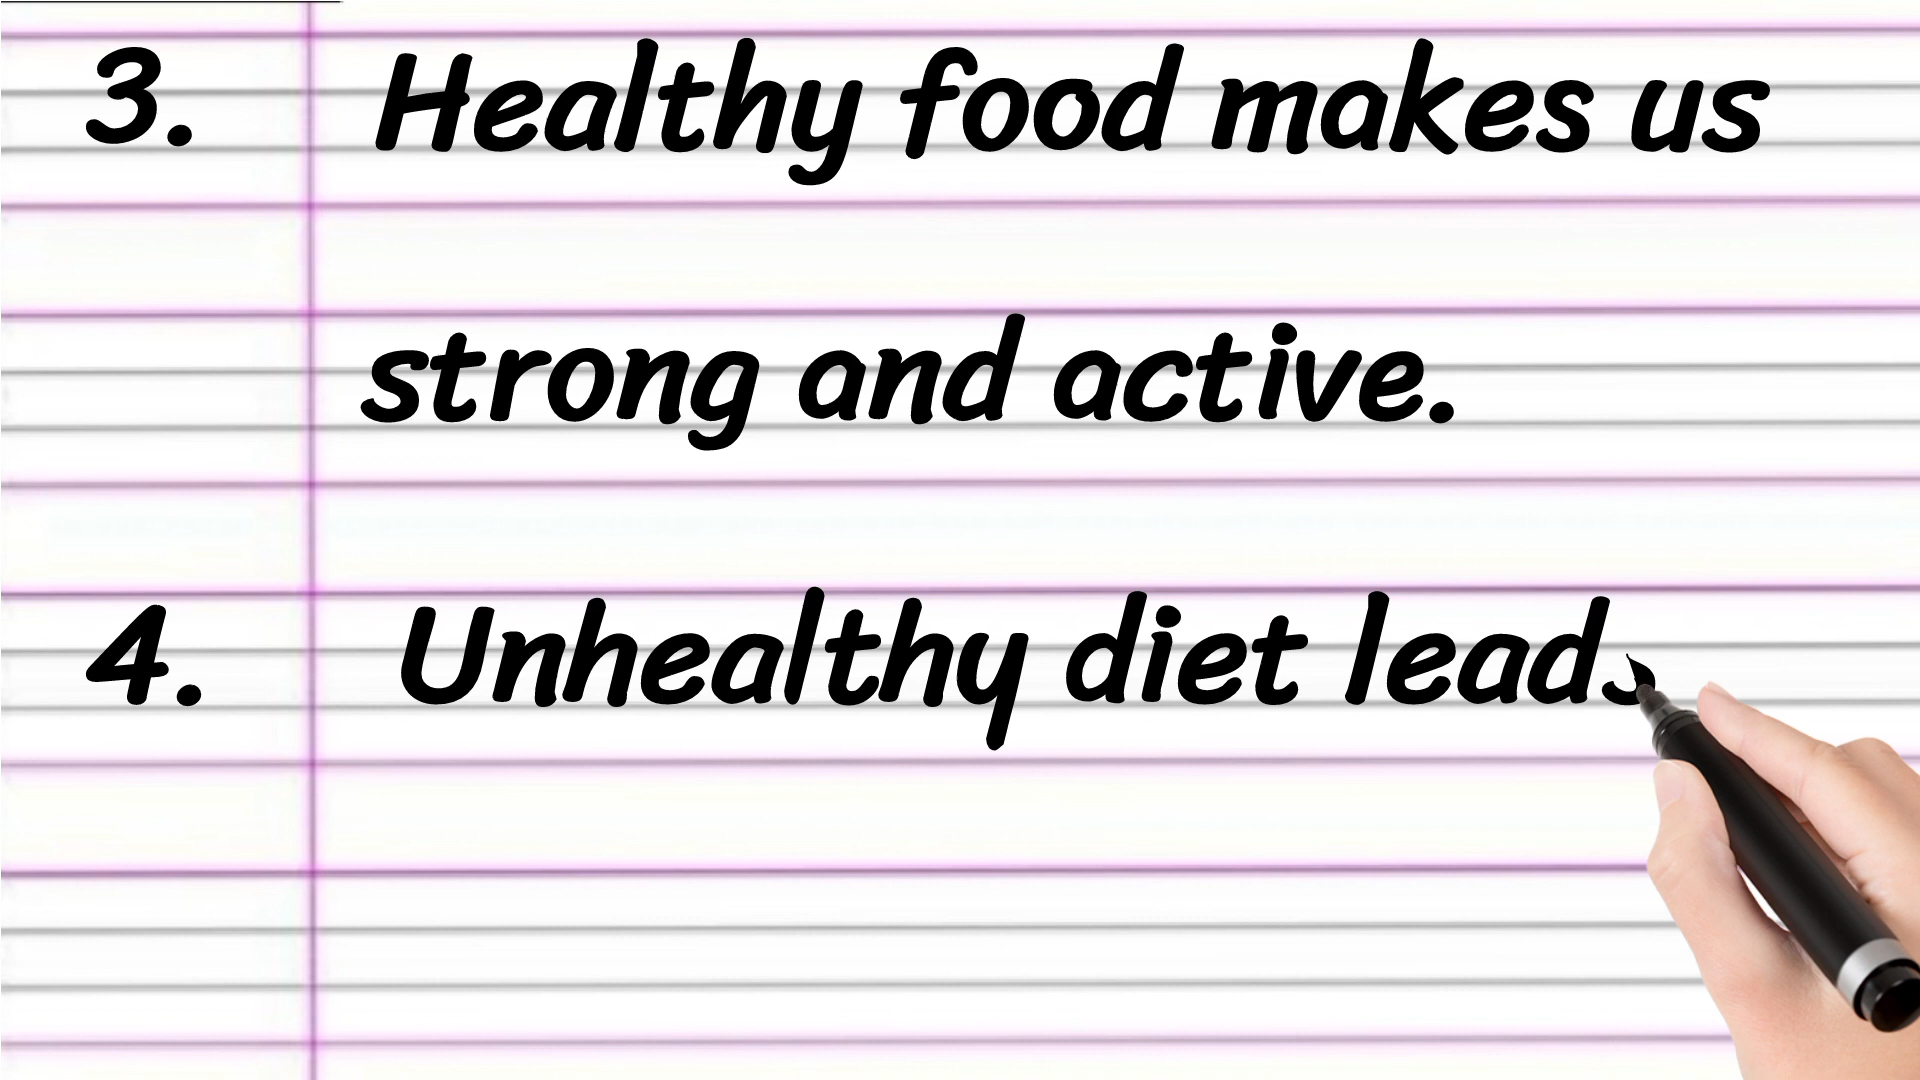 3. Healthy food makes us
strong and active.
4. Unhealthy diet leads